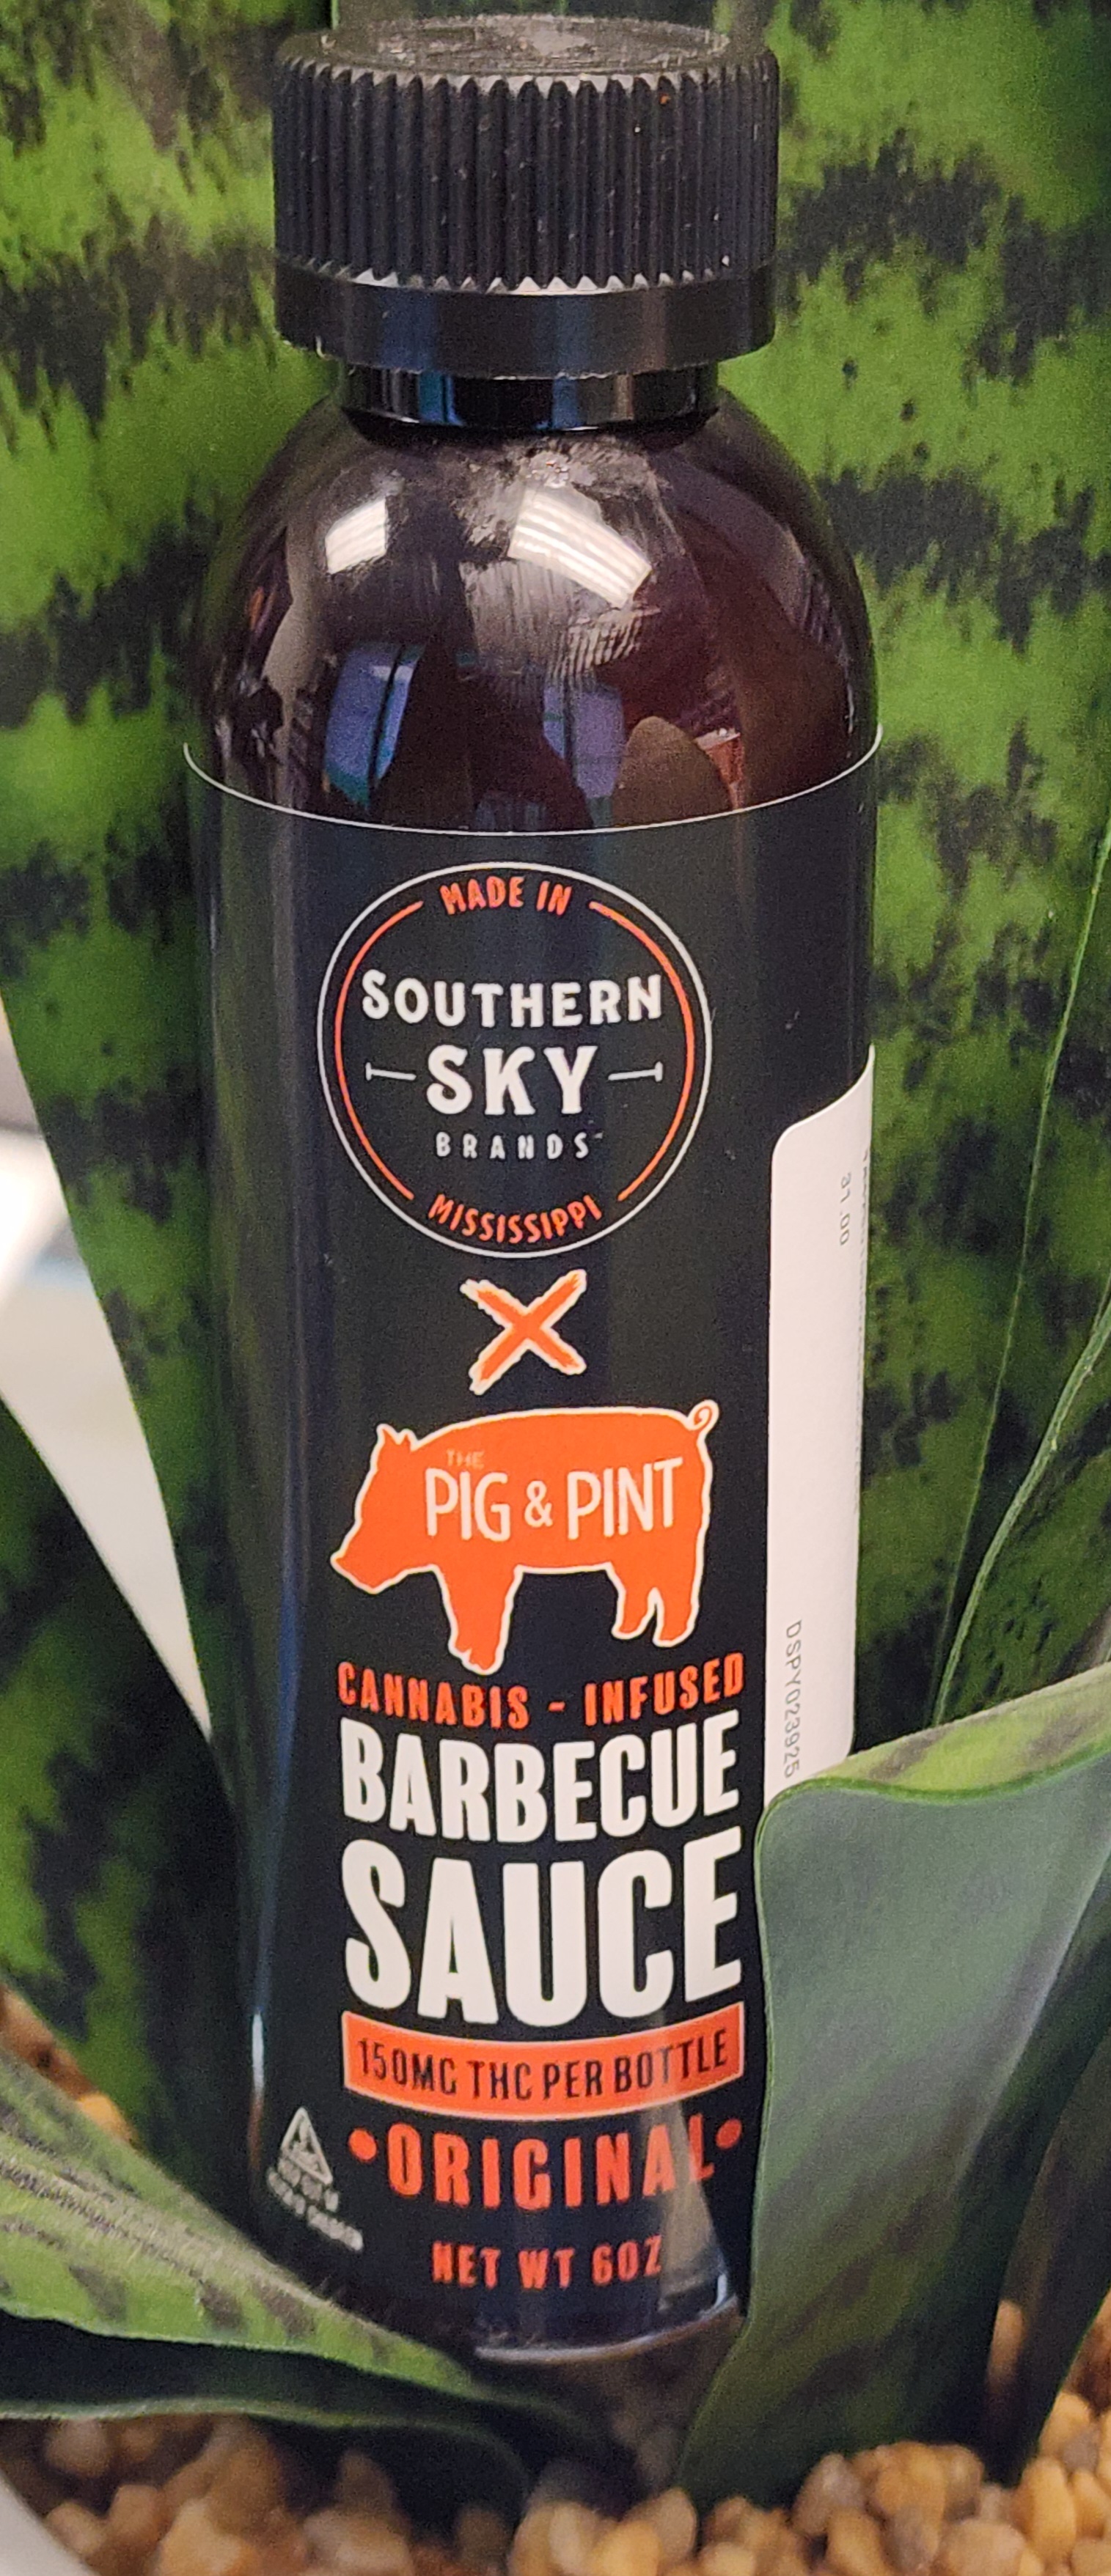 MADE IN
SOUTHERN
SKY
BRANDS
MISSISSIPPI
X
THE
PIG & PINT
CANNABIS - INFUSED
BARBECUE
SAUCE
150MG THC PER BOTTLE
•ORIGINAL•
NET WT 6OZ
31.00
DSPY023925